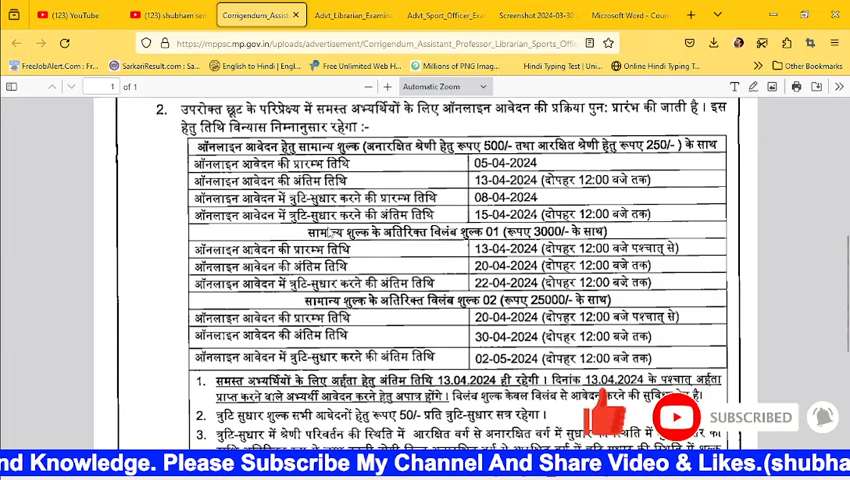 (123) YouTube
(123) shubham sen
Corrigendum_Assist
Advt_Librarian_Examina
Advt_Sport_Officer_Exam
Screenshot 2024-03-30
Microsoft Word - Coun
https://mppsc.mp.gov.in/uploads/advertisement/Corrigendum_Assistant_Professor_Librarian_Sports_Offic
FreeJobAlert.Com | Free
SarkariResult.com : Sar
English to Hindi | Engli
Free Unlimited Web H
Millions of PNG Imag
Hindi Typing Test | Uni
Online Hindi Typing T
Other Bookmarks
1 of 1
Automatic Zoom
2. उपरोक्त छूट के परिप्रेक्ष्य में समस्त अभ्यर्थियों के लिए ऑनलाइन आवेदन की प्रक्रिया पुनः प्रारंभ की जाती है। इस
हेतु तिथि विन्यास निम्नानुसार रहेगा :-
ऑनलाइन आवेदन हेतु सामान्य शुल्क (अनारक्षित श्रेणी हेतु रूपए 500/- तथा आरक्षित श्रेणी हेतु रूपए 250/- ) के साथ
ऑनलाइन आवेदन की प्रारम्भ तिथि 05-04-2024
ऑनलाइन आवेदन की अंतिम तिथि 13-04-2024 (दोपहर 12:00 बजे तक)
ऑनलाइन आवेदन में त्रुटि-सुधार करने की प्रारम्भ तिथि 08-04-2024
ऑनलाइन आवेदन में त्रुटि-सुधार करने की अंतिम तिथि 15-04-2024 (दोपहर 12:00 बजे तक)
सामान्य शुल्क के अतिरिक्त विलंब शुल्क 01 (रूपए 3000/- के साथ)
ऑनलाइन आवेदन की प्रारम्भ तिथि 13-04-2024 (दोपहर 12:00 बजे पश्चात् से)
ऑनलाइन आवेदन की अंतिम तिथि 20-04-2024 (दोपहर 12:00 बजे तक)
ऑनलाइन आवेदन में त्रुटि-सुधार करने की अंतिम तिथि 22-04-2024 (दोपहर 12:00 बजे तक)
सामान्य शुल्क के अतिरिक्त विलंब शुल्क 02 (रूपए 25000/- के साथ)
ऑनलाइन आवेदन की प्रारम्भ तिथि 20-04-2024 (दोपहर 12:00 बजे पश्चात् से)
ऑनलाइन आवेदन की अंतिम तिथि 30-04-2024 (दोपहर 12:00 बजे तक)
ऑनलाइन आवेदन में त्रुटि-सुधार करने की अंतिम तिथि 02-05-2024 (दोपहर 12:00 बजे तक)
1. समस्त अभ्यर्थियों के लिए अर्हता हेतु अंतिम तिथि 13.04.2024 ही रहेगी। दिनांक 13.04.2024 के पश्चात् अर्हता
प्राप्त करने वाले अभ्यर्थी आवेदन करने हेतु अपात्र होंगे। विलंब शुल्क केवल विलंब से आवेदन करने की सुविधा हेतु है।
2. त्रुटि सुधार शुल्क सभी आवेदनों हेतु रूपए 50/- प्रति त्रुटि-सुधार सत्र रहेगा।
3. त्रुटि-सुधार में श्रेणी परिवर्तन की स्थिति में आरक्षित वर्ग से अनारक्षित वर्ग में
SUBSCRIBED
nd Knowledge. Please Subscribe My Channel And Share Video & Likes.(shubha